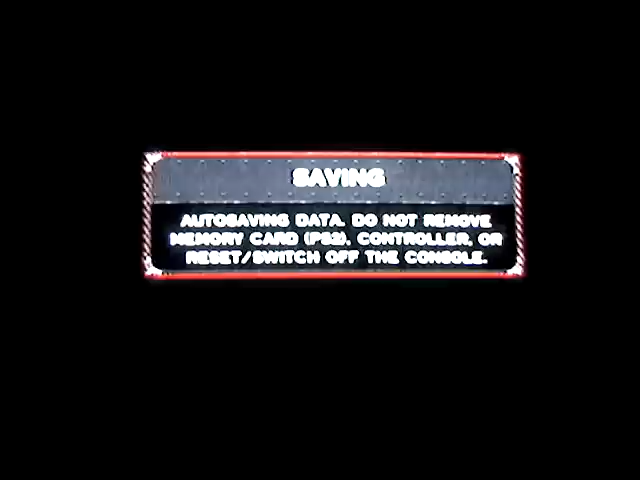 SAVING
AUTOSAVING DATA. DO NOT REMOVE
MEMORY CARD (PS2), CONTROLLER, OR
RESET/SWITCH OFF THE CONSOLE.